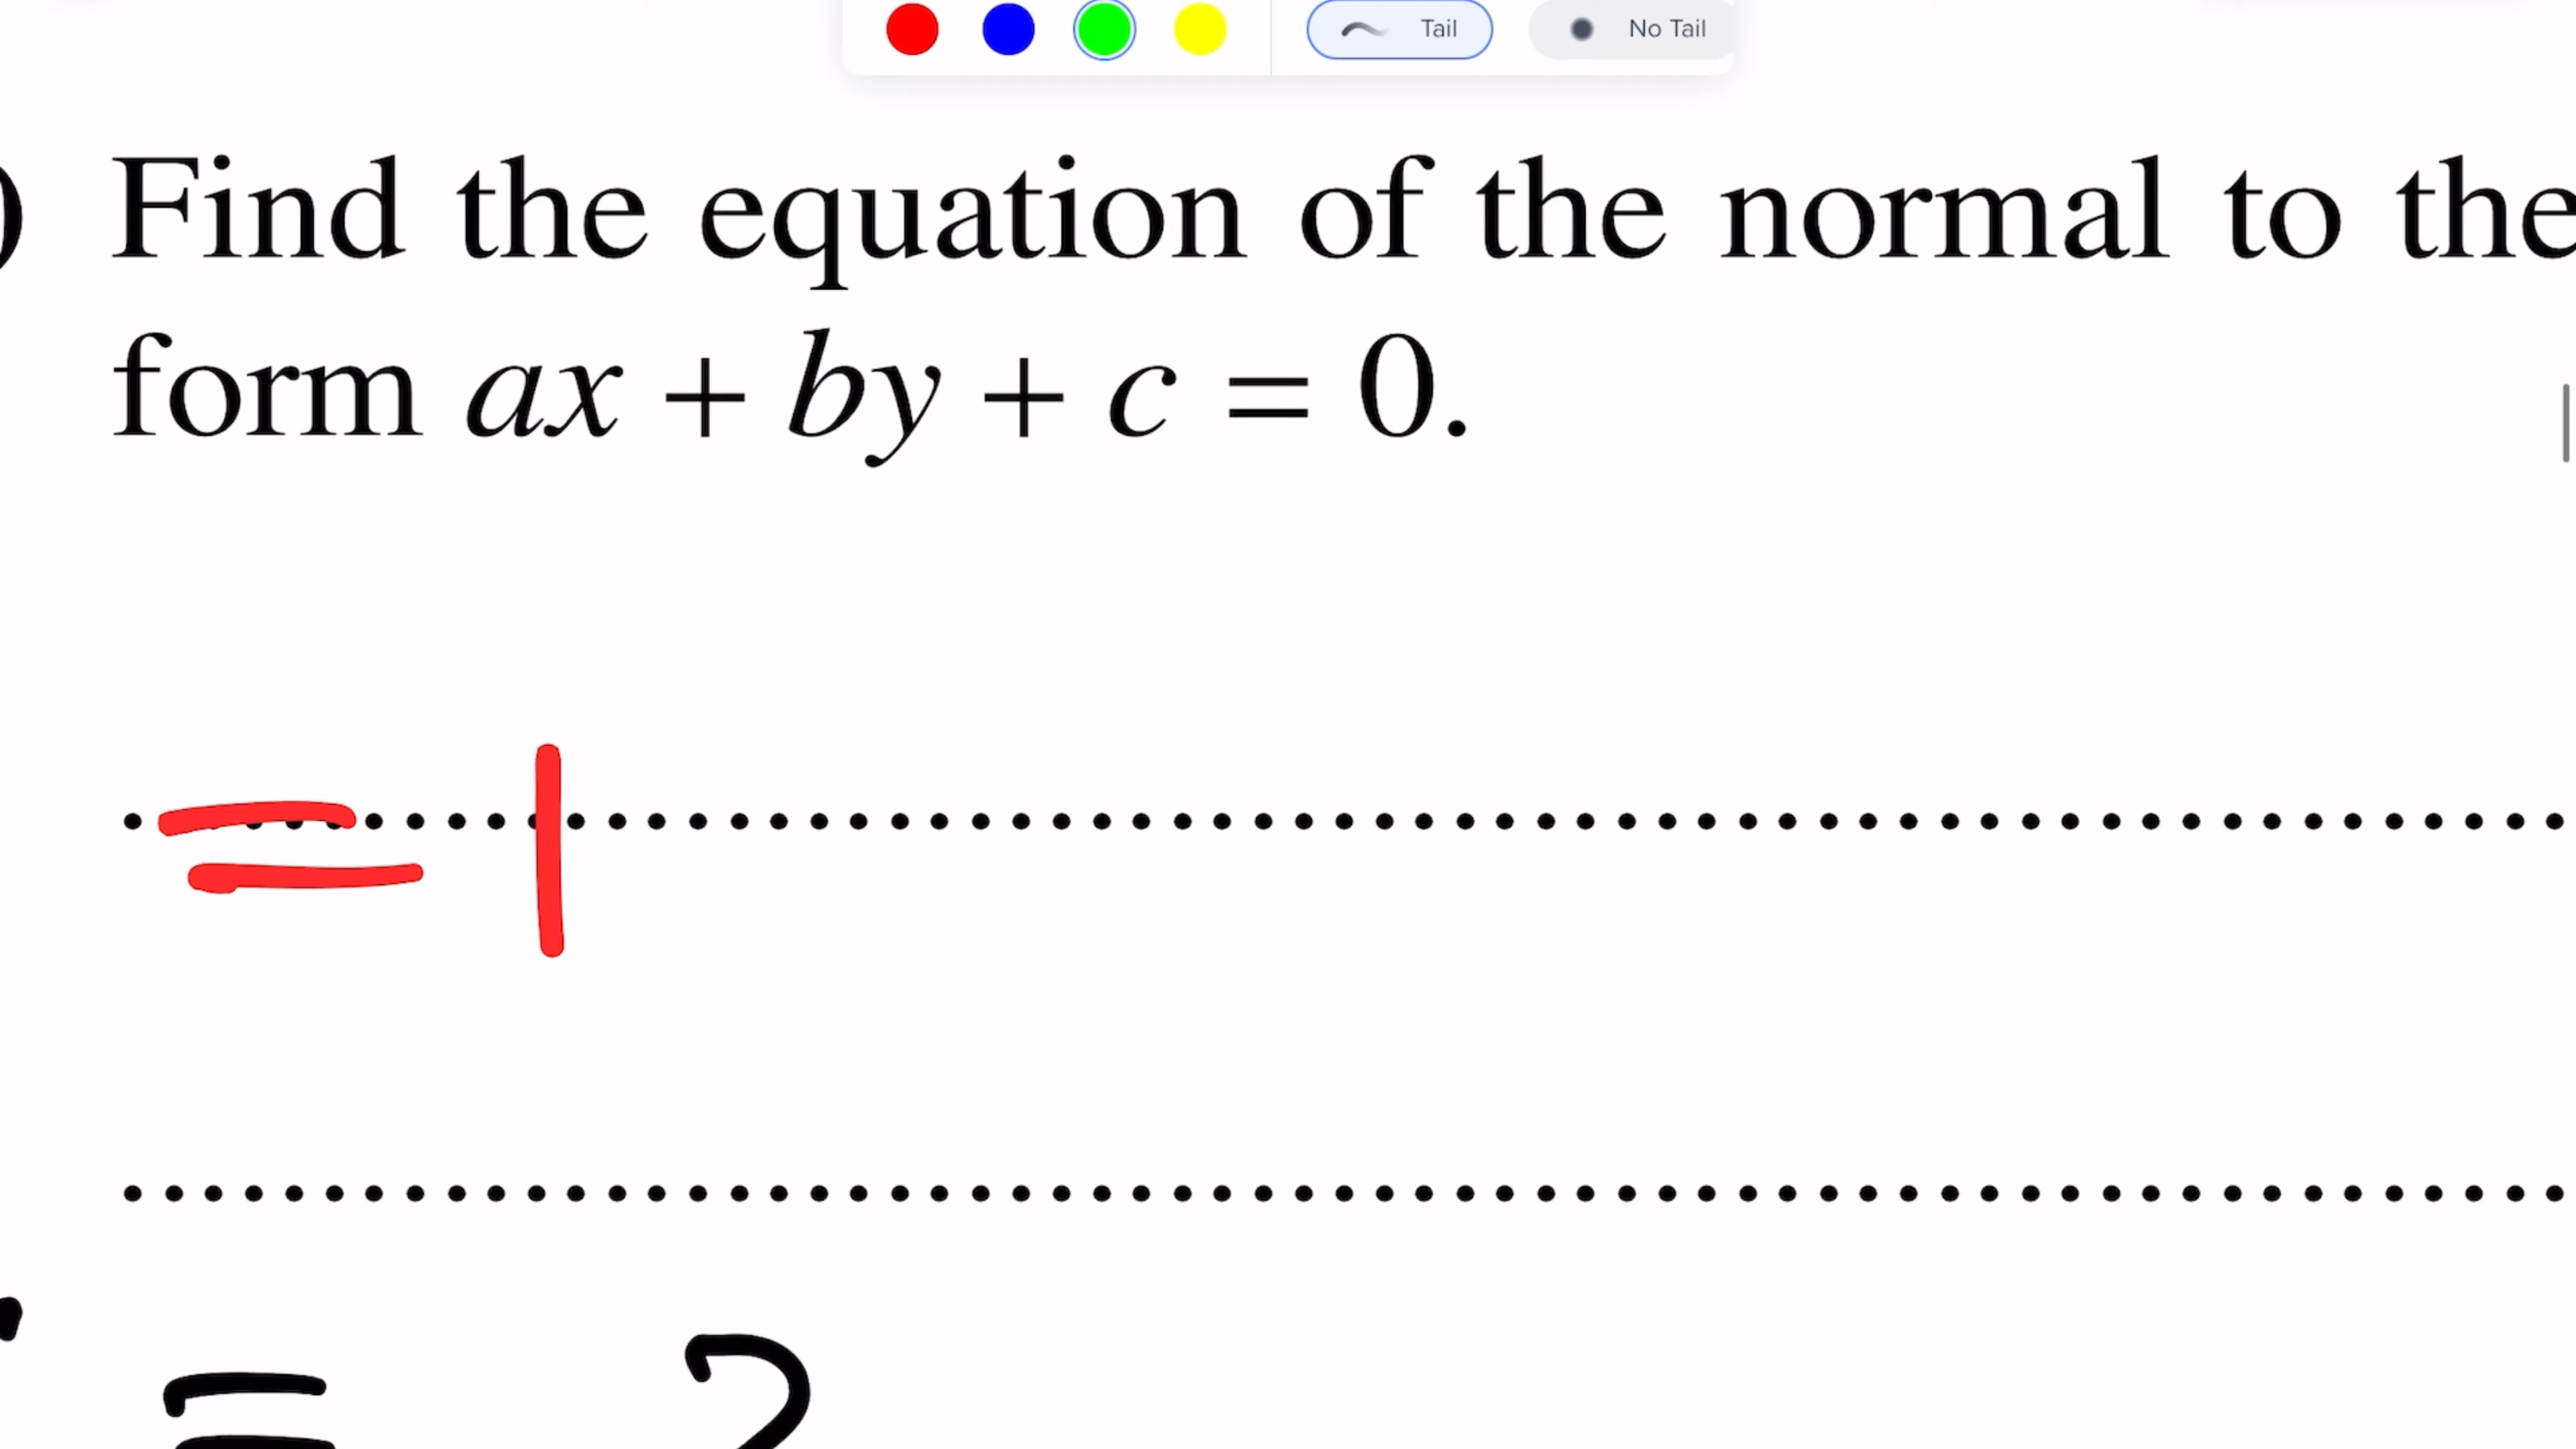 Tail No Tail
) Find the equation of the normal to the
form ax + by + c = 0.
= 1
= 2